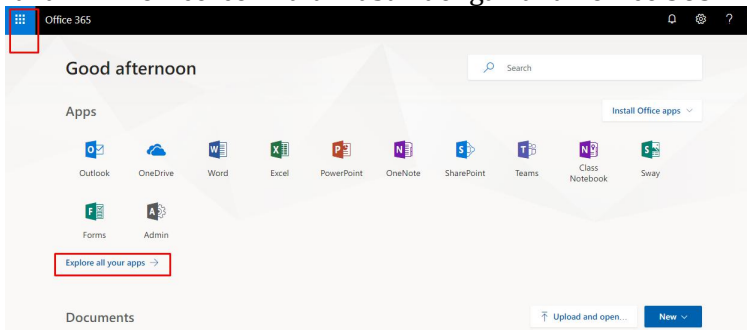 Office 365
Good afternoon
Search
Apps
Install Office apps
Outlook
OneDrive
Word
Excel
PowerPoint
OneNote
SharePoint
Teams
Class
Notebook
Sway
Forms
Admin
Explore all your apps →
Documents
Upload and open...
New